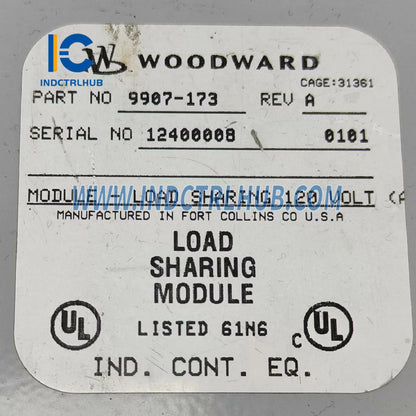 IC
INDCTRLHUB
WOODWARD
CAGE:31361
PART NO 9907-173 REV A
SERIAL NO 12400008 0101
WWW.INDCTRLHUB.COM
MODULE - LOAD SHARING 120 VOLT (A
MANUFACTURED IN FORT COLLINS CO U.S.A
LOAD
SHARING
MODULE
UL LISTED 61N6 C UL
IND. CONT. EQ.